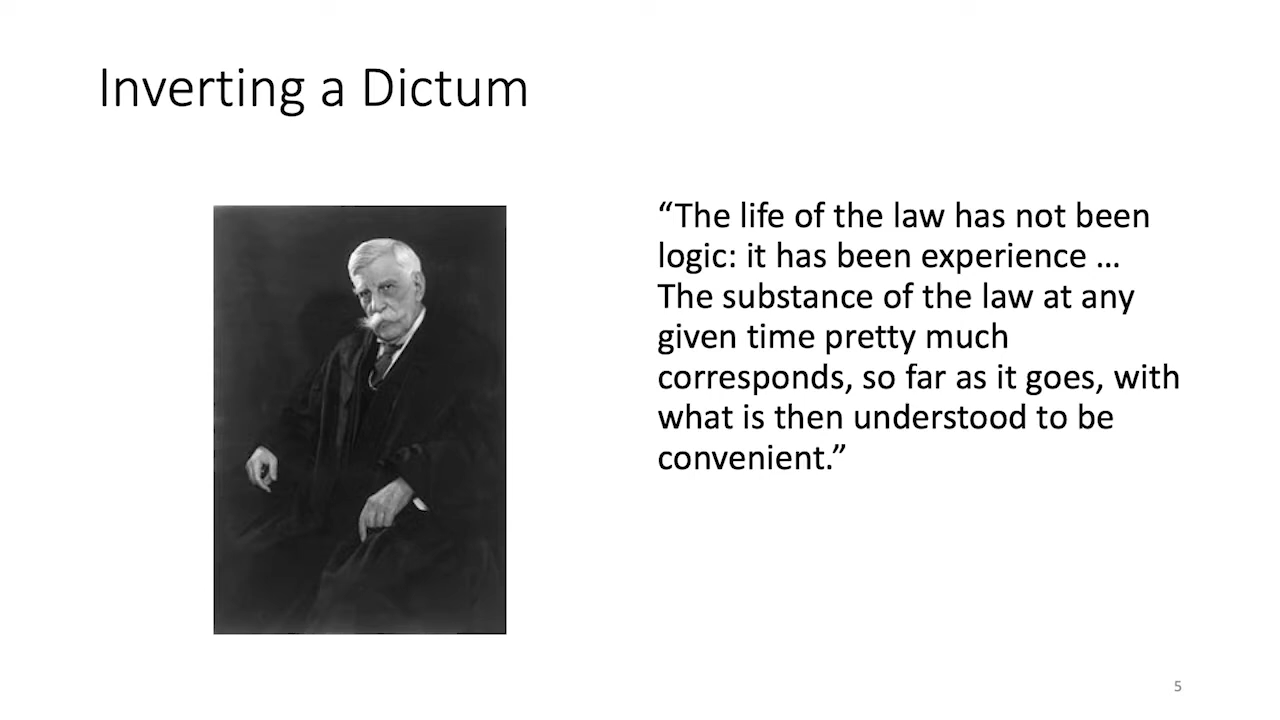 Inverting a Dictum
“The life of the law has not been
logic: it has been experience …
The substance of the law at any
given time pretty much
corresponds, so far as it goes, with
what is then understood to be
convenient.”
5